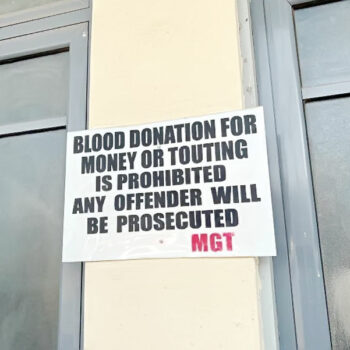 BLOOD DONATION FOR
MONEY OR TOUTING
IS PROHIBITED
ANY OFFENDER WILL
BE PROSECUTED
MGT